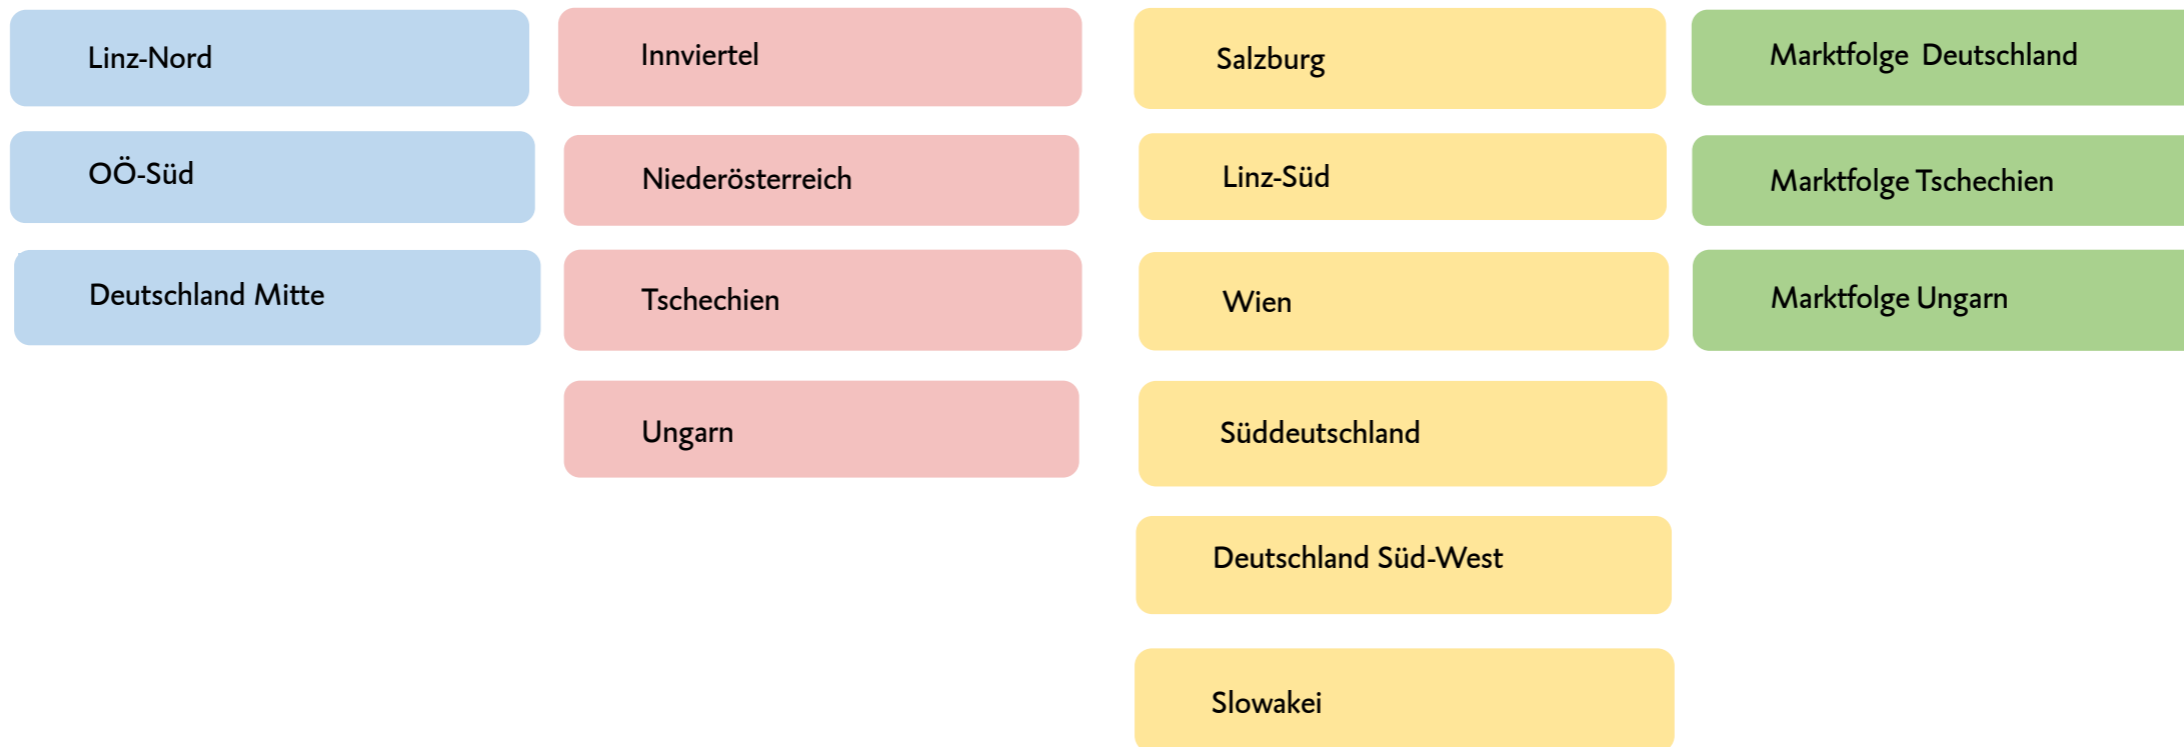 Linz-Nord
OÖ-Süd
Deutschland Mitte
Innviertel
Niederösterreich
Tschechien
Ungarn
Salzburg
Linz-Süd
Wien
Süddeutschland
Deutschland Süd-West
Slowakei
Marktfolge Deutschland
Marktfolge Tschechien
Marktfolge Ungarn